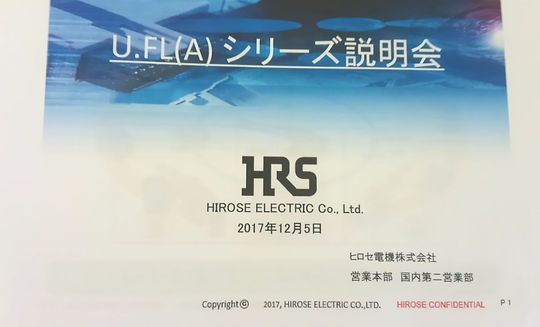 U.FL(A) シリーズ説明会
HRS
HIROSE ELECTRIC Co., Ltd.
2017年12月5日
ヒロセ電機株式会社
営業本部 国内第二営業部
Copyright© 2017, HIROSE ELECTRIC CO.,LTD. HIROSE CONFIDENTIAL P 1